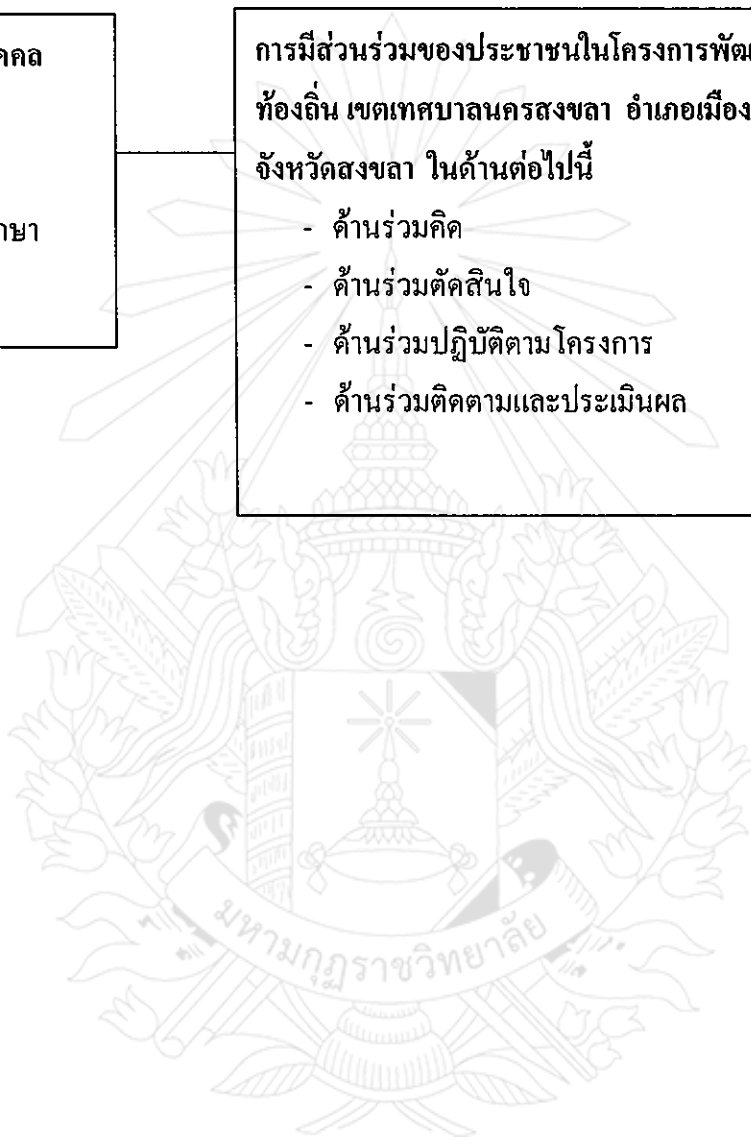 คคล
กษา
การมีส่วนร่วมของประชาชนในโครงการพัฒ
ท้องถิ่น เขตเทศบาลนครสงขลา อำเภอเมือง
จังหวัดสงขลา ในด้านต่อไปนี้
- ด้านร่วมคิด
- ด้านร่วมตัดสินใจ
- ด้านร่วมปฏิบัติตามโครงการ
- ด้านร่วมติดตามและประเมินผล
มหามกุฏราชวิทยาลัย